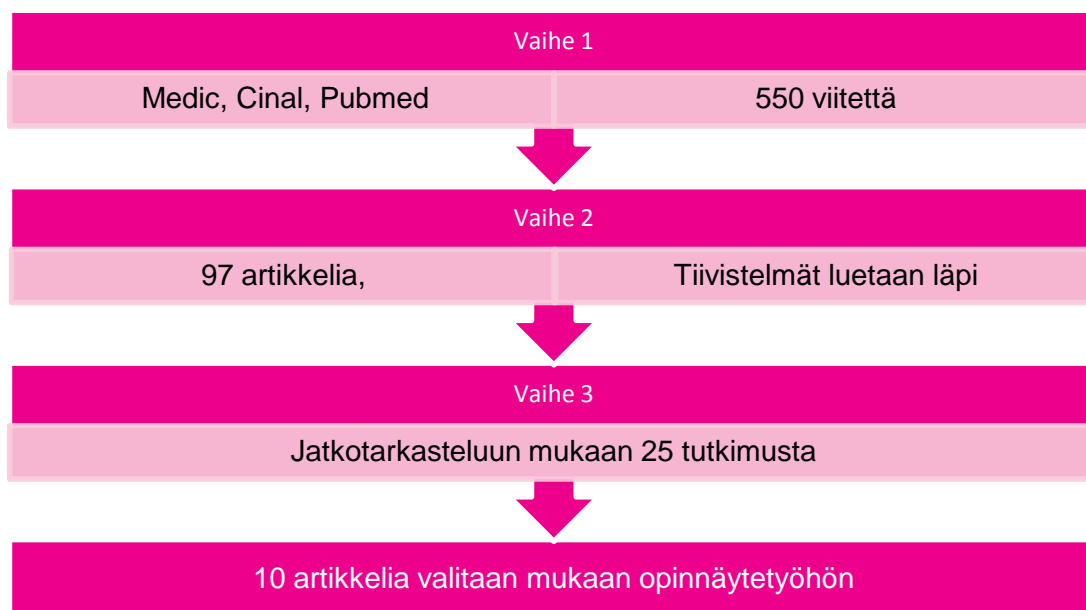 Vaihe 1
Medic, Cinal, Pubmed
550 viitettä
Vaihe 2
97 artikkelia,
Tiivistelmät luetaan läpi
Vaihe 3
Jatkotarkasteluun mukaan 25 tutkimusta
10 artikkelia valitaan mukaan opinnäytetyöhön